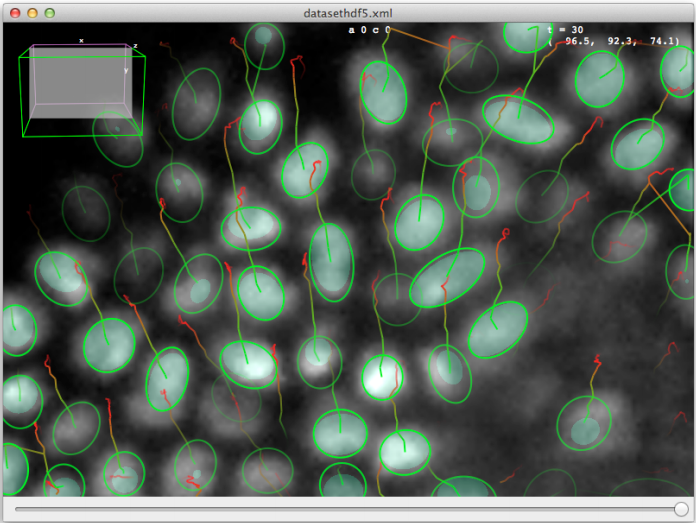 datasethdf5.xml
a 0 c 0
t = 30
( 96.5, 92.3, 74.1)
x
z
y